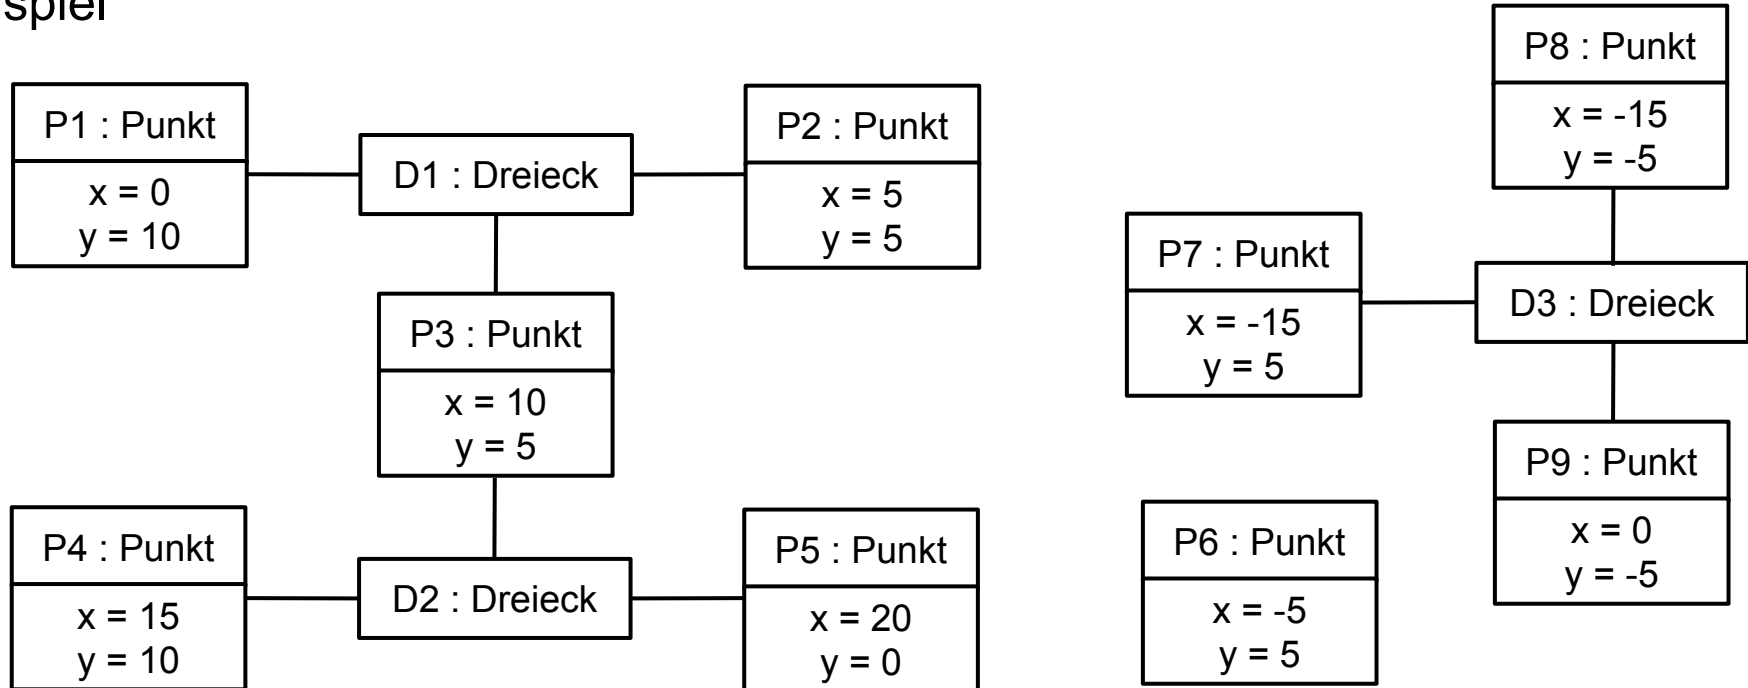 spiel
P1 : Punkt
x = 0
y = 10
D1 : Dreieck
P2 : Punkt
x = 5
y = 5
P3 : Punkt
x = 10
y = 5
P4 : Punkt
x = 15
y = 10
D2 : Dreieck
P5 : Punkt
x = 20
y = 0
P8 : Punkt
x = -15
y = -5
P7 : Punkt
x = -15
y = 5
D3 : Dreieck
P9 : Punkt
x = 0
y = -5
P6 : Punkt
x = -5
y = 5